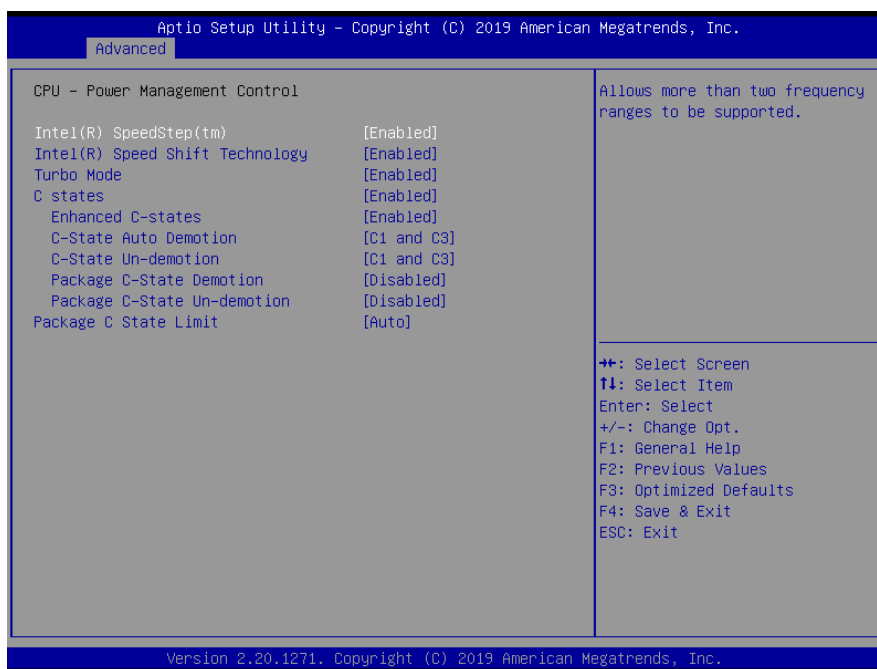 Aptio Setup Utility – Copyright (C) 2019 American Megatrends, Inc.
Advanced
CPU – Power Management Control
Intel(R) SpeedStep(tm) [Enabled]
Intel(R) Speed Shift Technology [Enabled]
Turbo Mode [Enabled]
C states [Enabled]
Enhanced C-states [Enabled]
C-State Auto Demotion [C1 and C3]
C-State Un-demotion [C1 and C3]
Package C-State Demotion [Disabled]
Package C-State Un-demotion [Disabled]
Package C State Limit [Auto]
Allows more than two frequency
ranges to be supported.
→←: Select Screen
↑↓: Select Item
Enter: Select
+/-: Change Opt.
F1: General Help
F2: Previous Values
F3: Optimized Defaults
F4: Save & Exit
ESC: Exit
Version 2.20.1271. Copyright (C) 2019 American Megatrends, Inc.